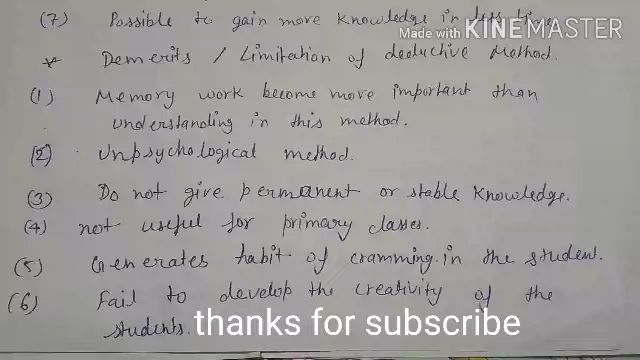 (7) Possible to gain more knowledge in less time
Made with KINEMASTER
* Demerits / Limitation of deductive Method.
(1) Memory work become more important than
understanding in this method.
(2) Unpsychological method.
(3) Do not give permanent or stable knowledge.
(4) not useful for primary classes.
(5) Generates habit of cramming in the student.
(6) Fail to develop the creativity of the
students.
thanks for subscribe